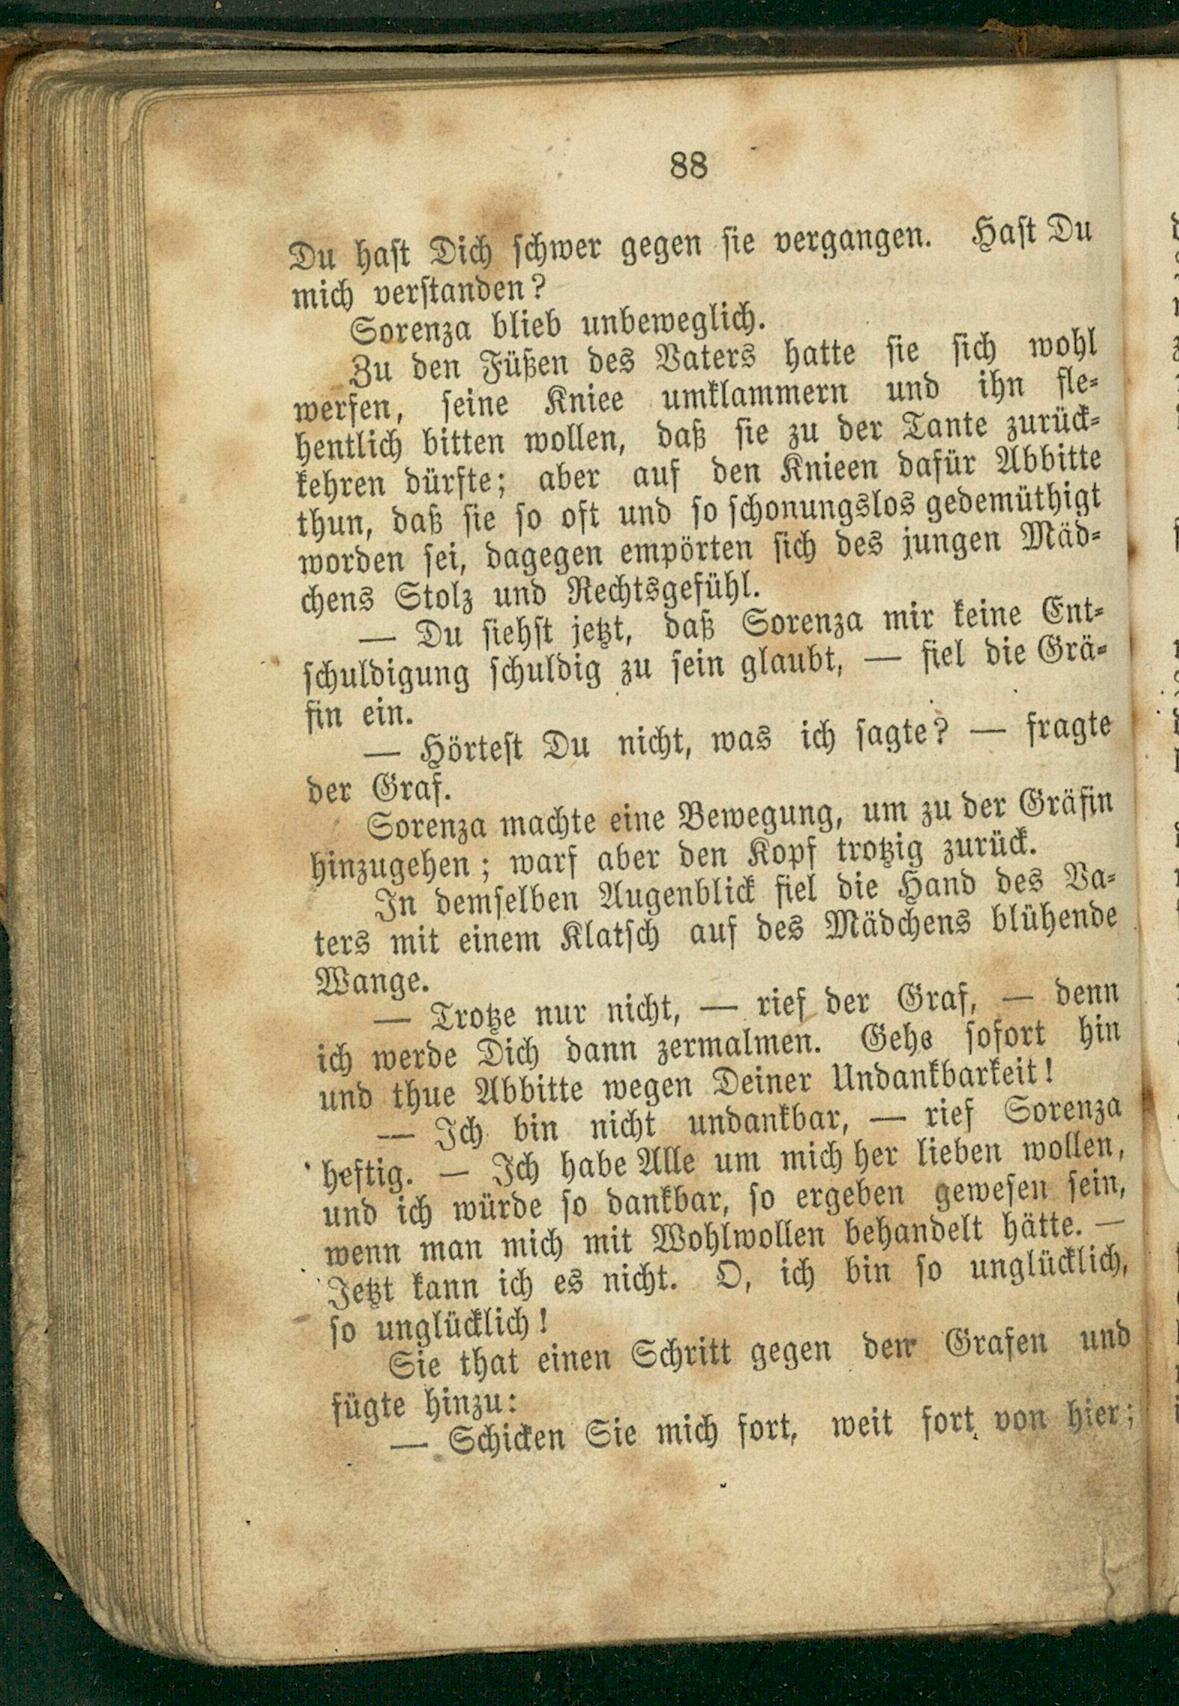 88
Du hast Dich schwer gegen sie vergangen. Hast Du
mich verstanden?
Sorenza blieb unbeweglich.
Zu den Füßen des Vaters hatte sie sich wohl
werfen, seine Kniee umklammern und ihn fle-
hentlich bitten wollen, daß sie zu der Tante zurück-
kehren dürfte; aber auf den Knieen dafür Abbitte
thun, daß sie so oft und so schonungslos gedemüthigt
worden sei, dagegen empörten sich des jungen Mäd-
chens Stolz und Rechtsgefühl.
— Du siehst jetzt, daß Sorenza mir keine Ent-
schuldigung schuldig zu sein glaubt, — fiel die Grä-
fin ein.
— Hörtest Du nicht, was ich sagte? — fragte
der Graf.
Sorenza machte eine Bewegung, um zu der Gräfin
hinzugehen; warf aber den Kopf trotzig zurück.
In demselben Augenblick fiel die Hand des Va-
ters mit einem Klatsch auf des Mädchens blühende
Wange.
— Trotze nur nicht, — rief der Graf, — denn
ich werde Dich dann zermalmen. Gehe sofort hin
und thue Abbitte wegen Deiner Undankbarkeit!
— Ich bin nicht undankbar, — rief Sorenza
heftig. — Ich habe Alle um mich her lieben wollen,
und ich würde so dankbar, so ergeben gewesen sein,
wenn man mich mit Wohlwollen behandelt hätte. —
Jetzt kann ich es nicht. O, ich bin so unglücklich,
so unglücklich!
Sie that einen Schritt gegen den Grafen und
fügte hinzu:
— Schicken Sie mich fort, weit fort von hier;